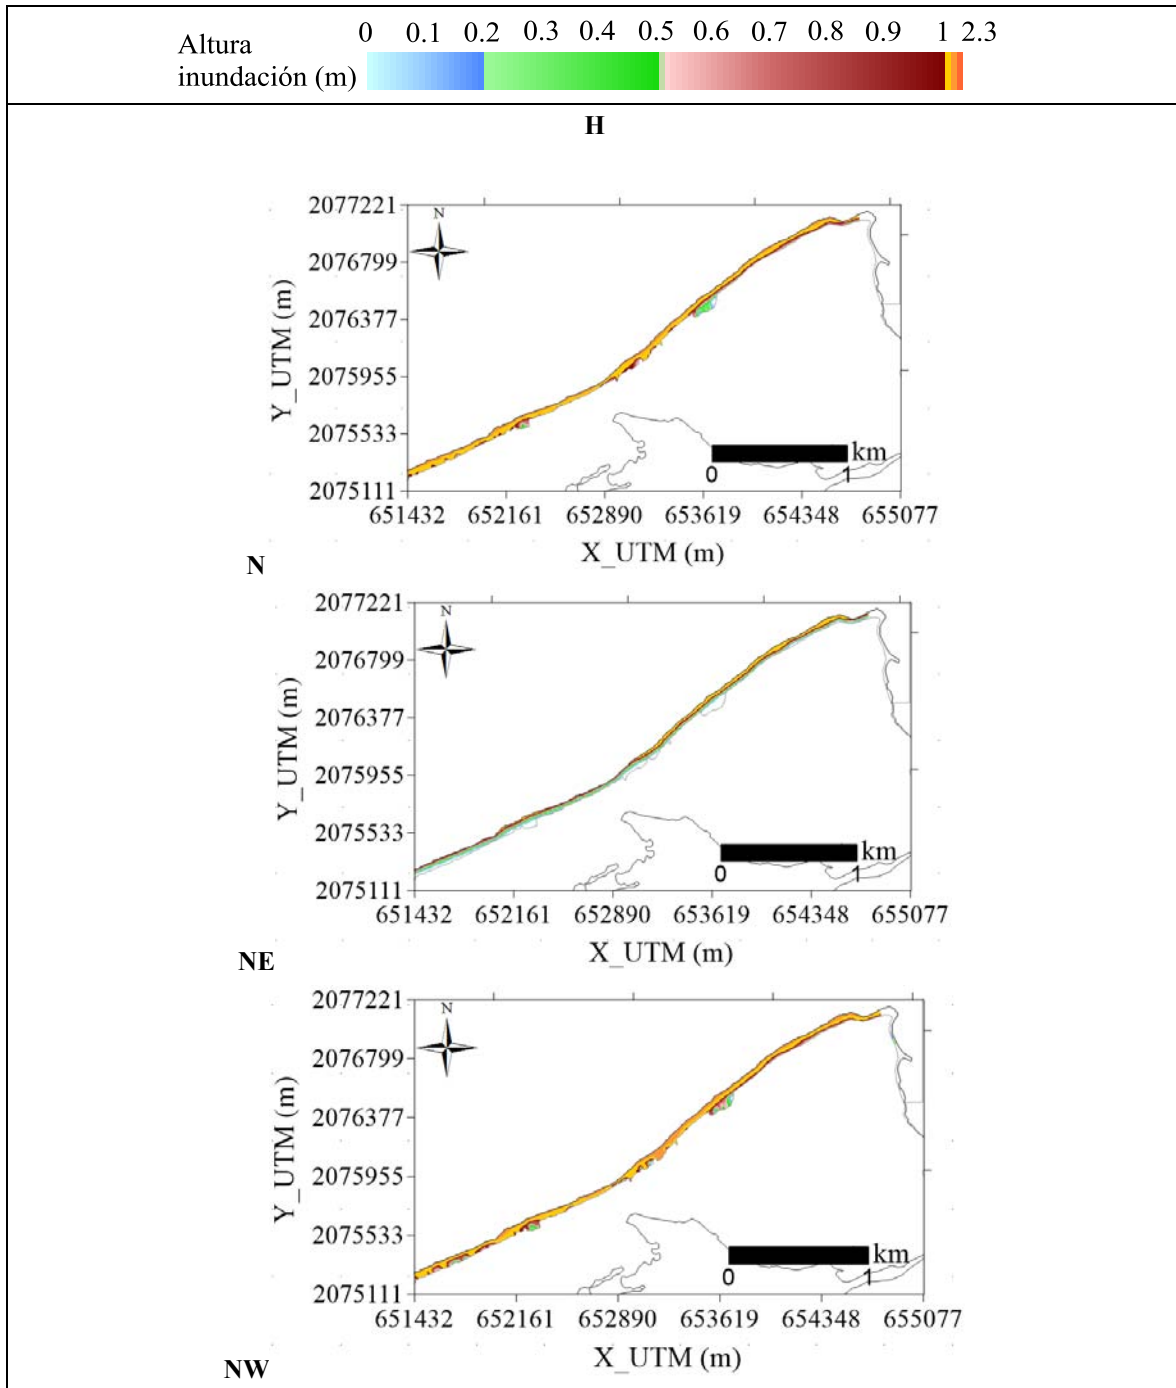 0 0.1 0.2 0.3 0.4 0.5 0.6 0.7 0.8 0.9 1 2.3
Altura
inundación (m)
H
2077221
N
2076799
2076377
2075955
2075533
2075111
Y_UTM (m)
km
0 1
651432 652161 652890 653619 654348 655077
X_UTM (m)
N
2077221
N
2076799
2076377
2075955
2075533
2075111
Y_UTM (m)
km
0 1
651432 652161 652890 653619 654348 655077
X_UTM (m)
NE
2077221
N
2076799
2076377
2075955
2075533
2075111
Y_UTM (m)
km
0 1
651432 652161 652890 653619 654348 655077
X_UTM (m)
NW